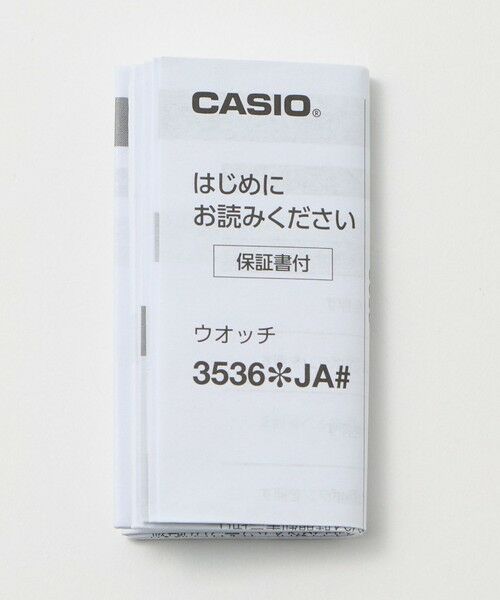 CASIO®
はじめに
お読みください
保証書付
ウオッチ
3536＊JA#